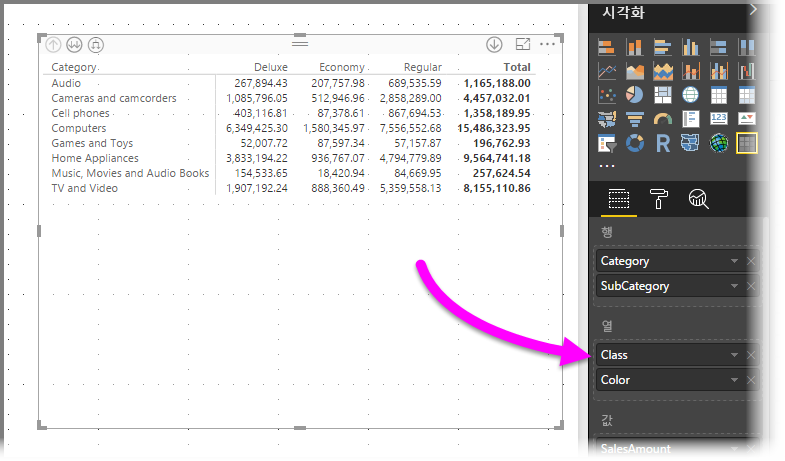 시각화
Category Deluxe Economy Regular Total
Audio 267,894.43 207,757.98 689,535.59 1,165,188.00
Cameras and camcorders 1,085,796.05 512,946.96 2,858,289.00 4,457,032.01
Cell phones 403,116.81 87,378.61 867,694.53 1,358,189.95
Computers 6,349,425.30 1,580,345.97 7,556,552.68 15,486,323.95
Games and Toys 52,007.72 87,597.34 57,157.87 196,762.93
Home Appliances 3,833,194.22 936,767.07 4,794,779.89 9,564,741.18
Music, Movies and Audio Books 154,533.65 18,420.94 84,669.95 257,624.54
TV and Video 1,907,192.24 888,360.49 5,359,558.13 8,155,110.86
123
R
행
Category
SubCategory
열
Class
Color
값
SalesAmount